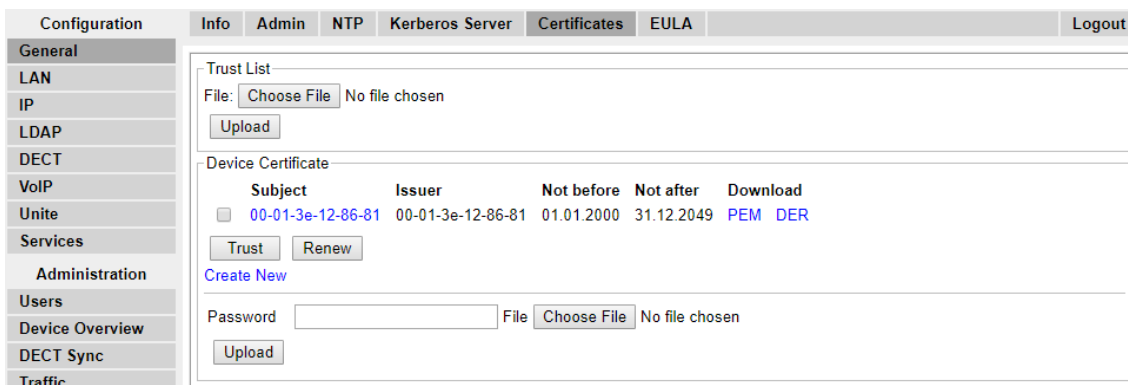 Configuration
Info Admin NTP Kerberos Server Certificates EULA Logout
General
LAN
IP
LDAP
DECT
VoIP
Unite
Services
Administration
Users
Device Overview
DECT Sync
Traffic
Trust List
File: Choose File No file chosen
Upload
Device Certificate
Subject Issuer Not before Not after Download
00-01-3e-12-86-81 00-01-3e-12-86-81 01.01.2000 31.12.2049 PEM DER
Trust Renew
Create New
Password File Choose File No file chosen
Upload